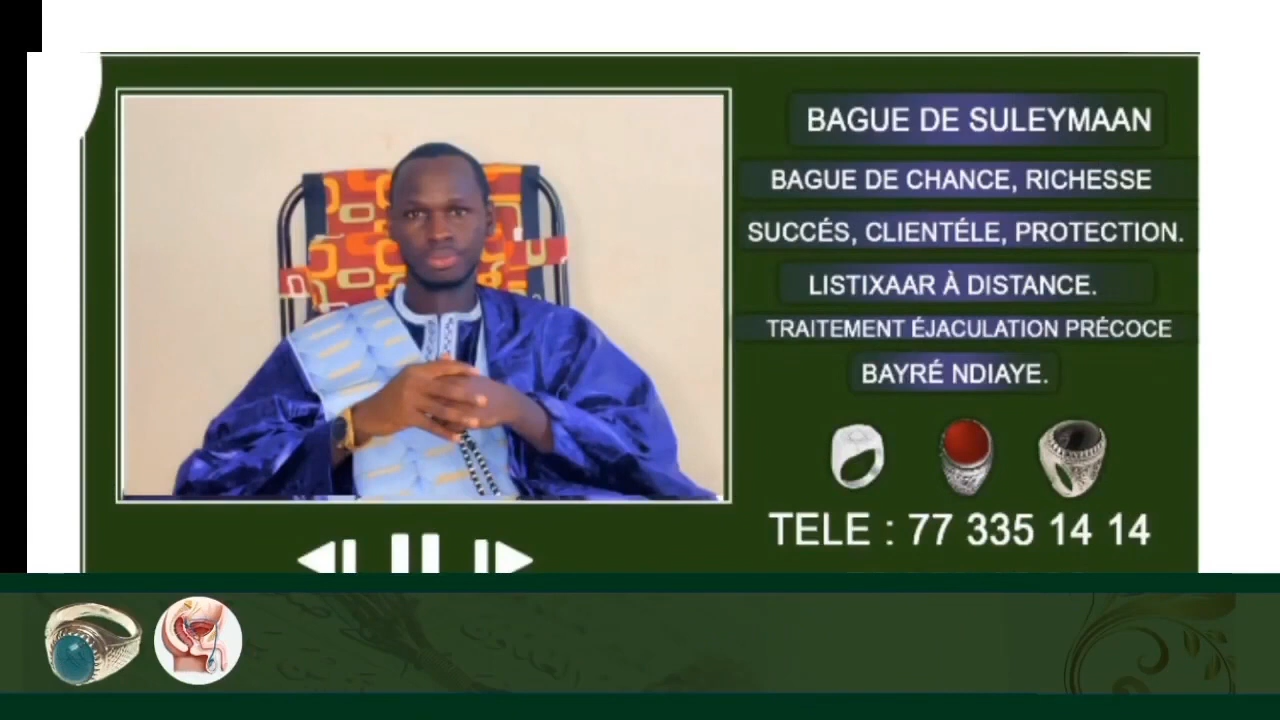 BAGUE DE SULEYMAAN
BAGUE DE CHANCE, RICHESSE
SUCCÉS, CLIENTÉLE, PROTECTION.
LISTIXAAR À DISTANCE.
TRAITEMENT ÉJACULATION PRÉCOCE
BAYRÉ NDIAYE.
TELE : 77 335 14 14